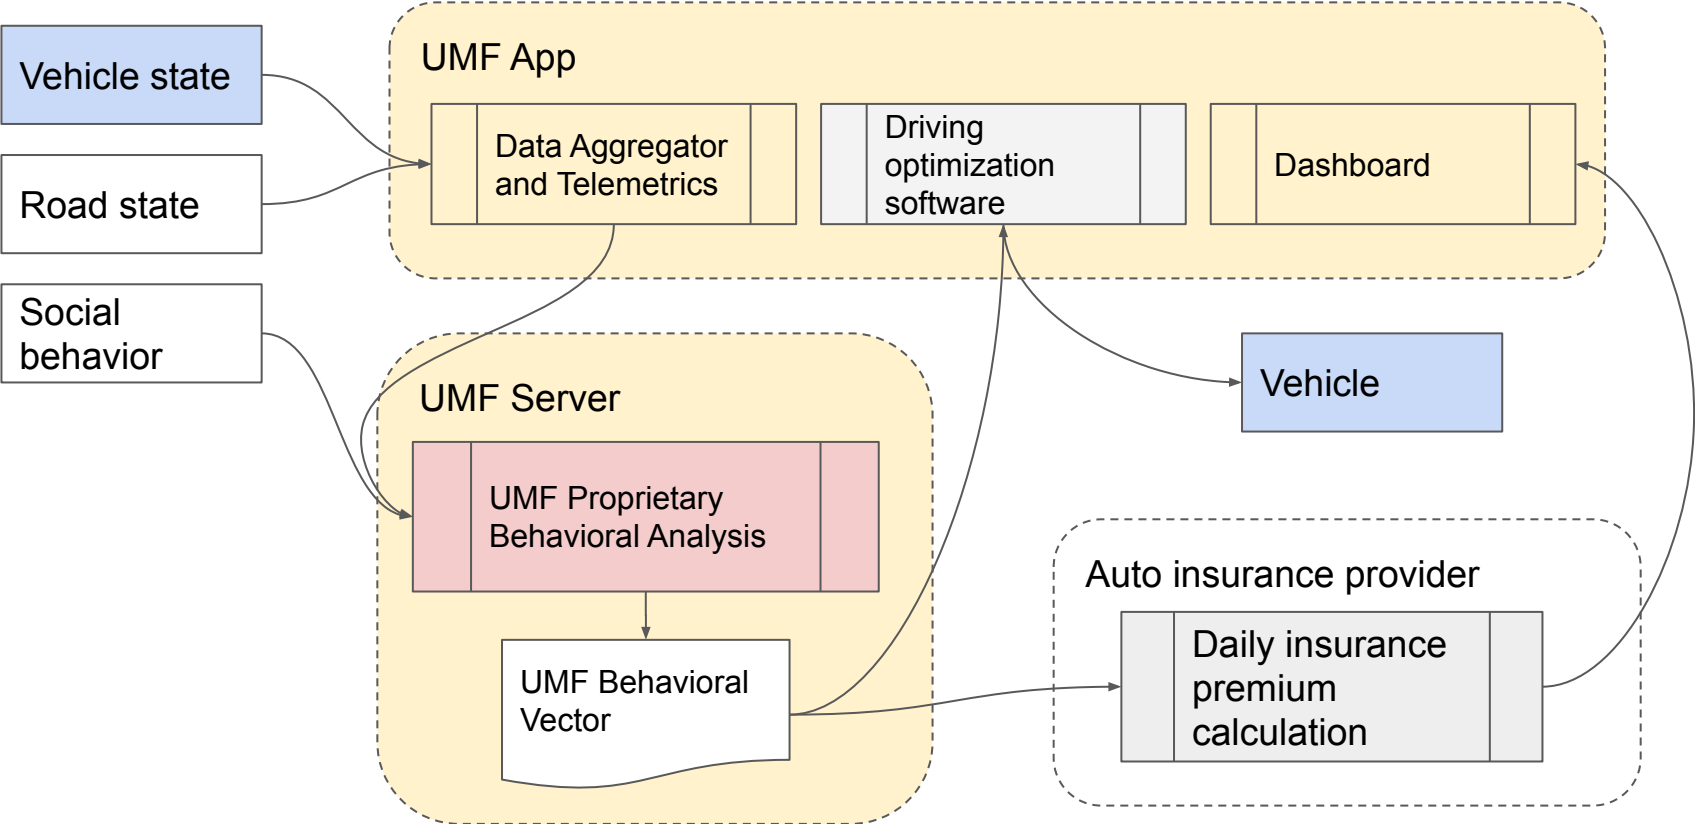 Vehicle state
Road state
Social
behavior
UMF App
Data Aggregator
and Telemetrics
Driving
optimization
software
Dashboard
UMF Server
UMF Proprietary
Behavioral Analysis
UMF Behavioral
Vector
Vehicle
Auto insurance provider
Daily insurance
premium
calculation